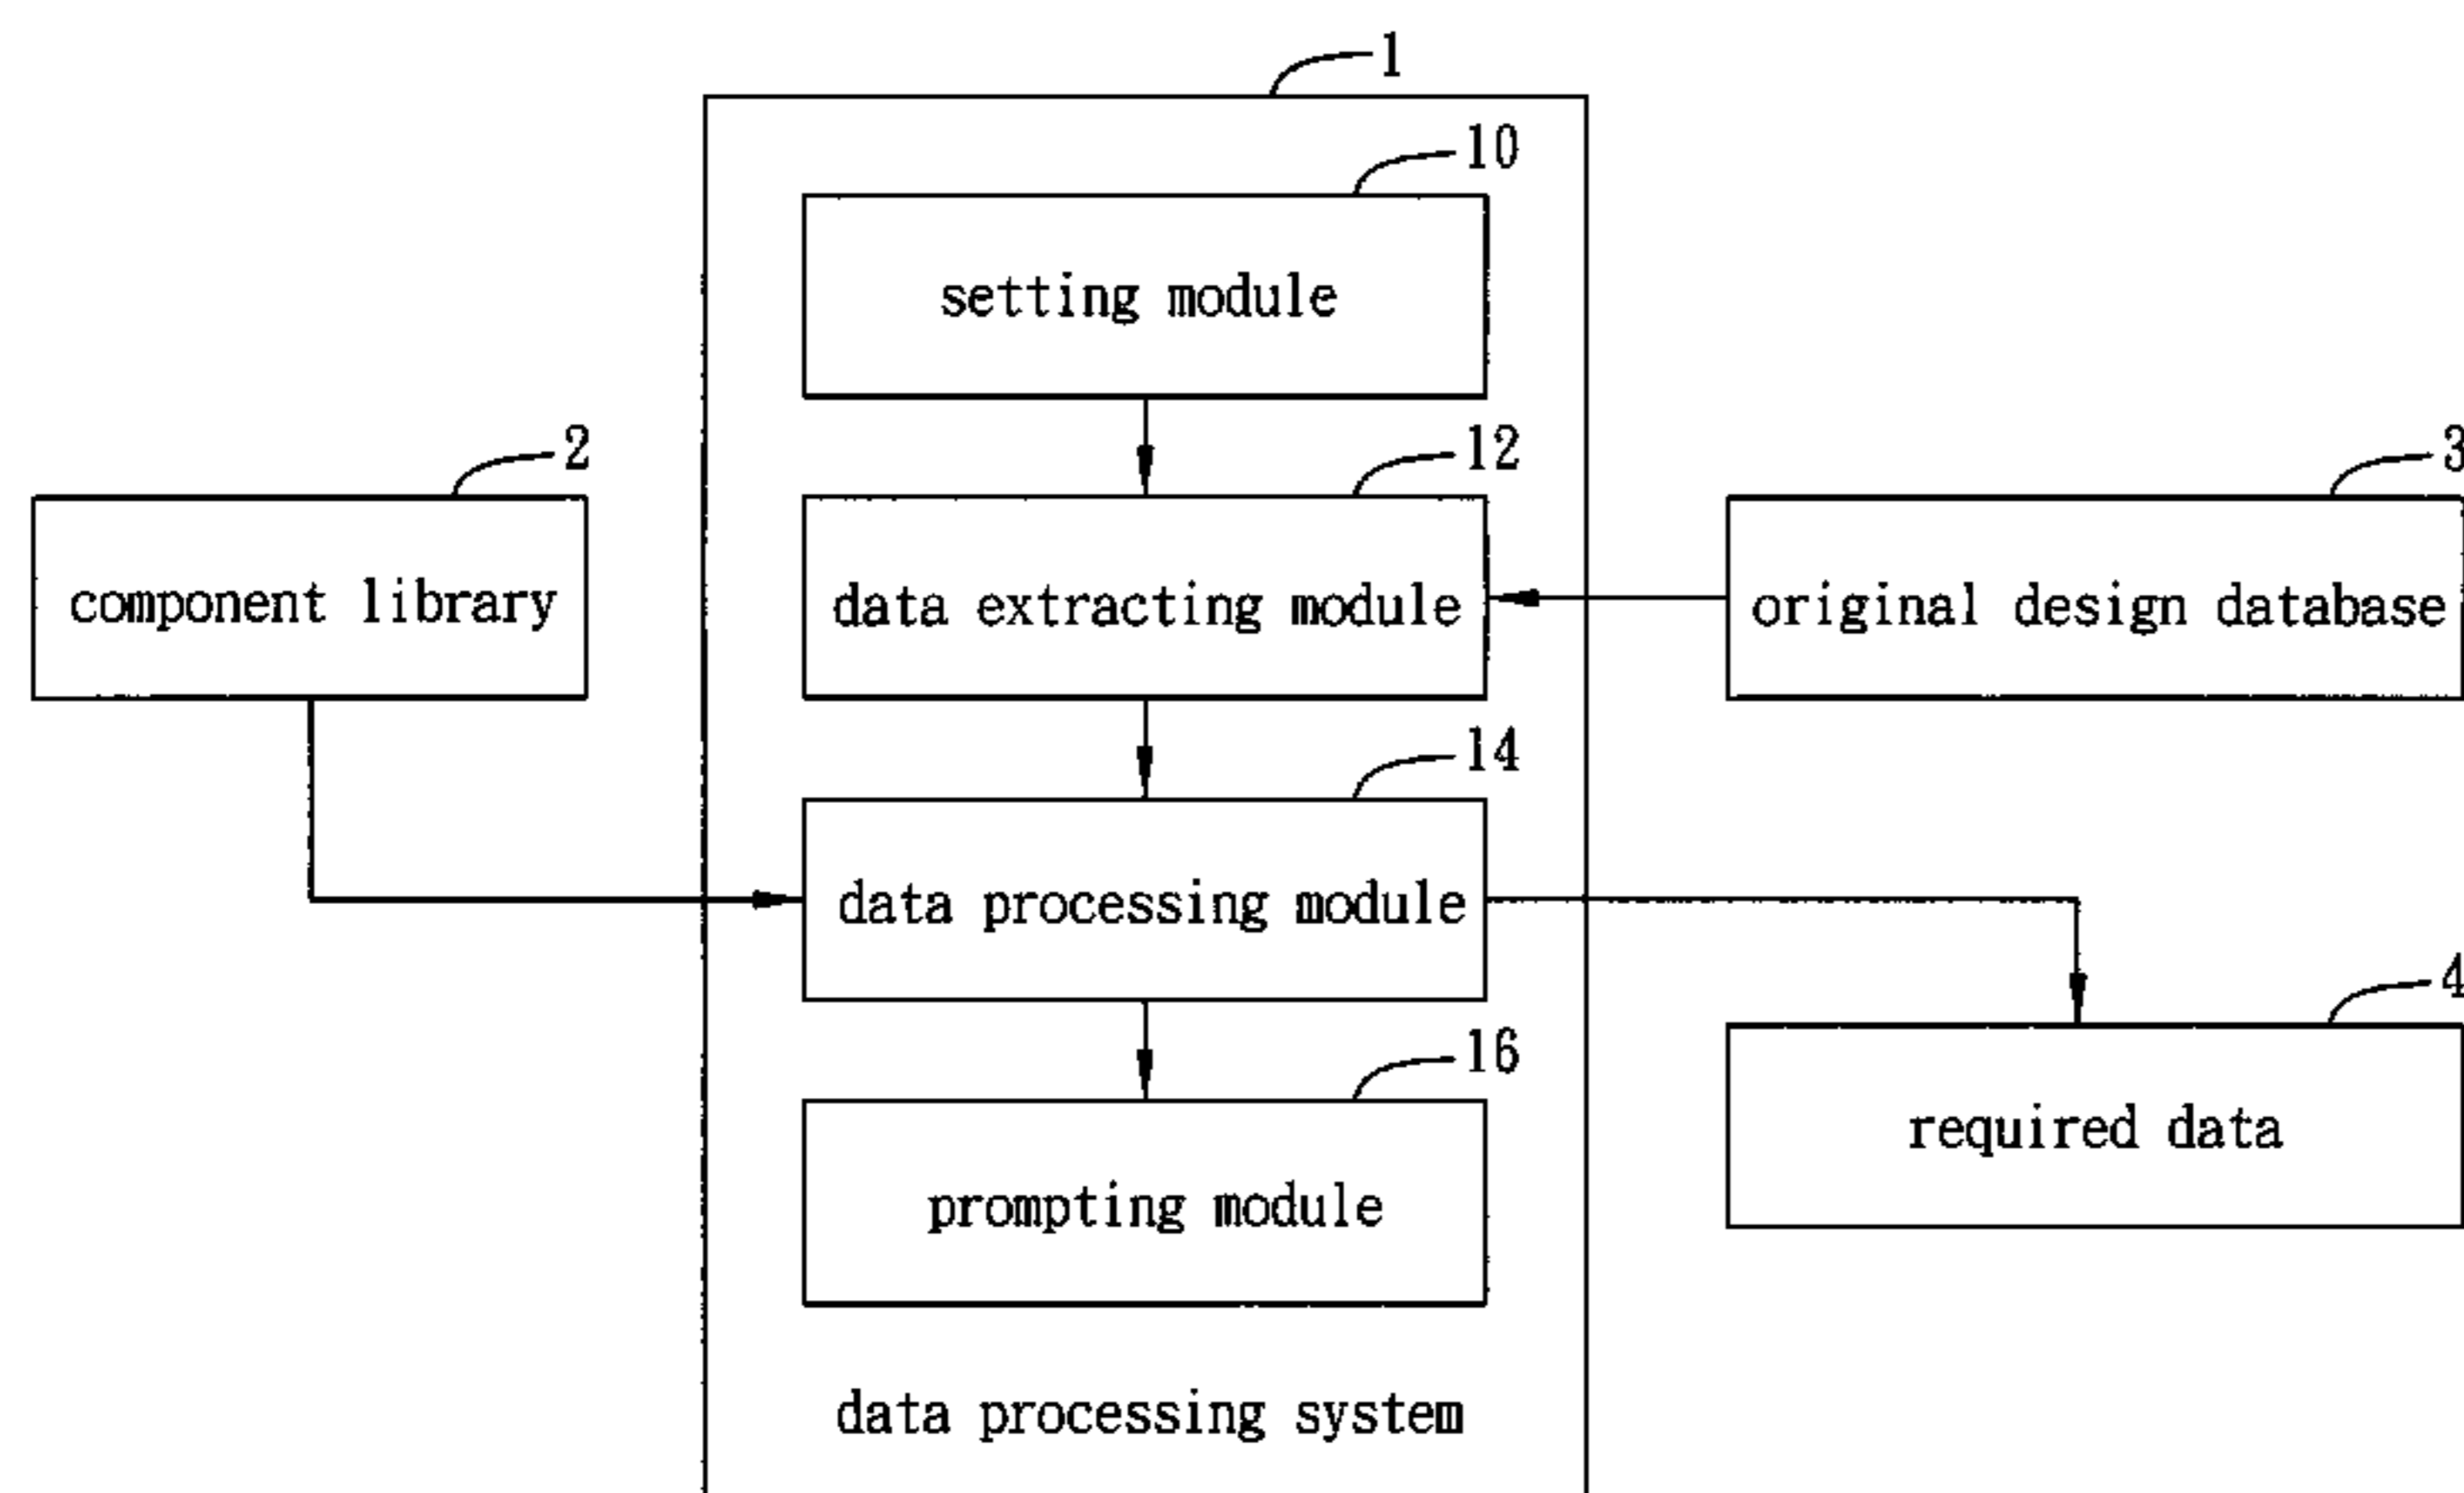 1
10
setting module
2
12
3
component library
data extracting module
original design database
14
data processing module
4
16
required data
prompting module
data processing system